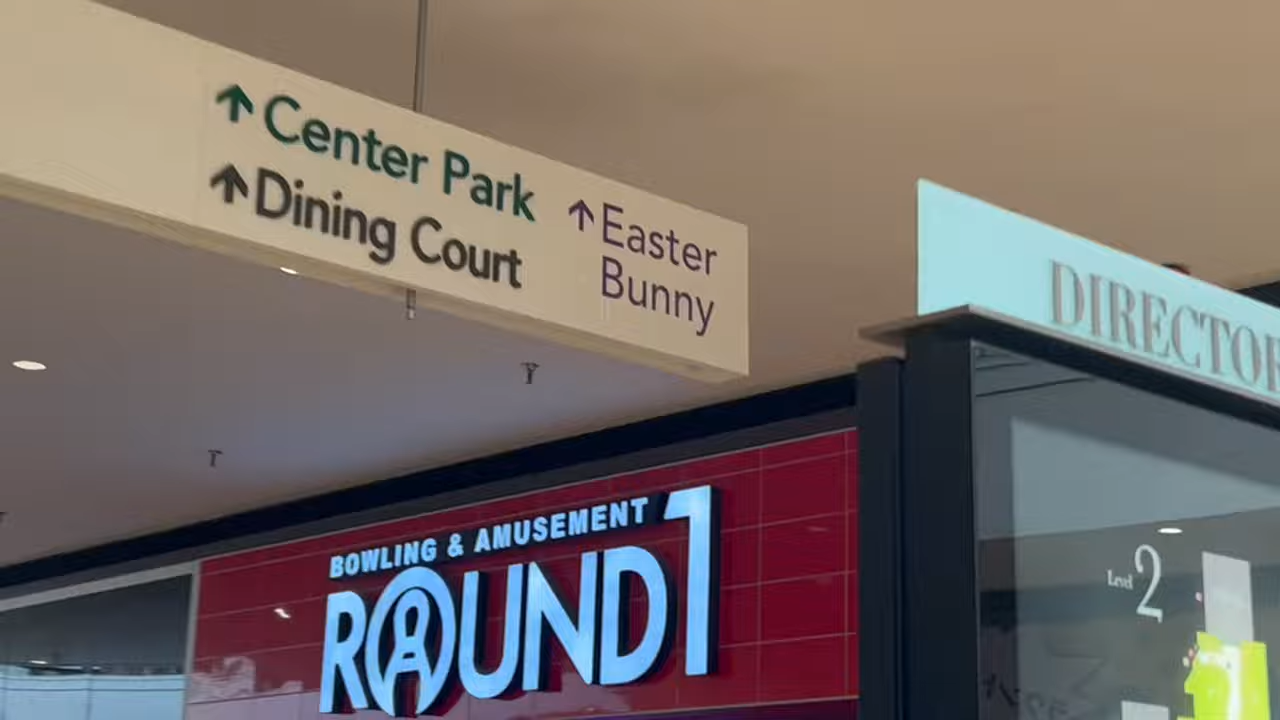 ↑ Center Park
↑ Dining Court
↑ Easter
Bunny
DIRECTOR
BOWLING & AMUSEMENT
ROUND1
Level 2